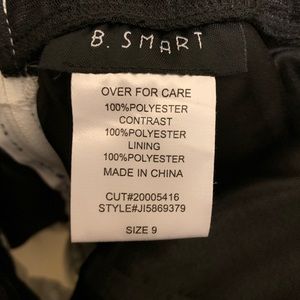 B. SMART
OVER FOR CARE
100%POLYESTER
CONTRAST
100%POLYESTER
LINING
100%POLYESTER
MADE IN CHINA
CUT#20005416
STYLE#JI5869379
SIZE 9